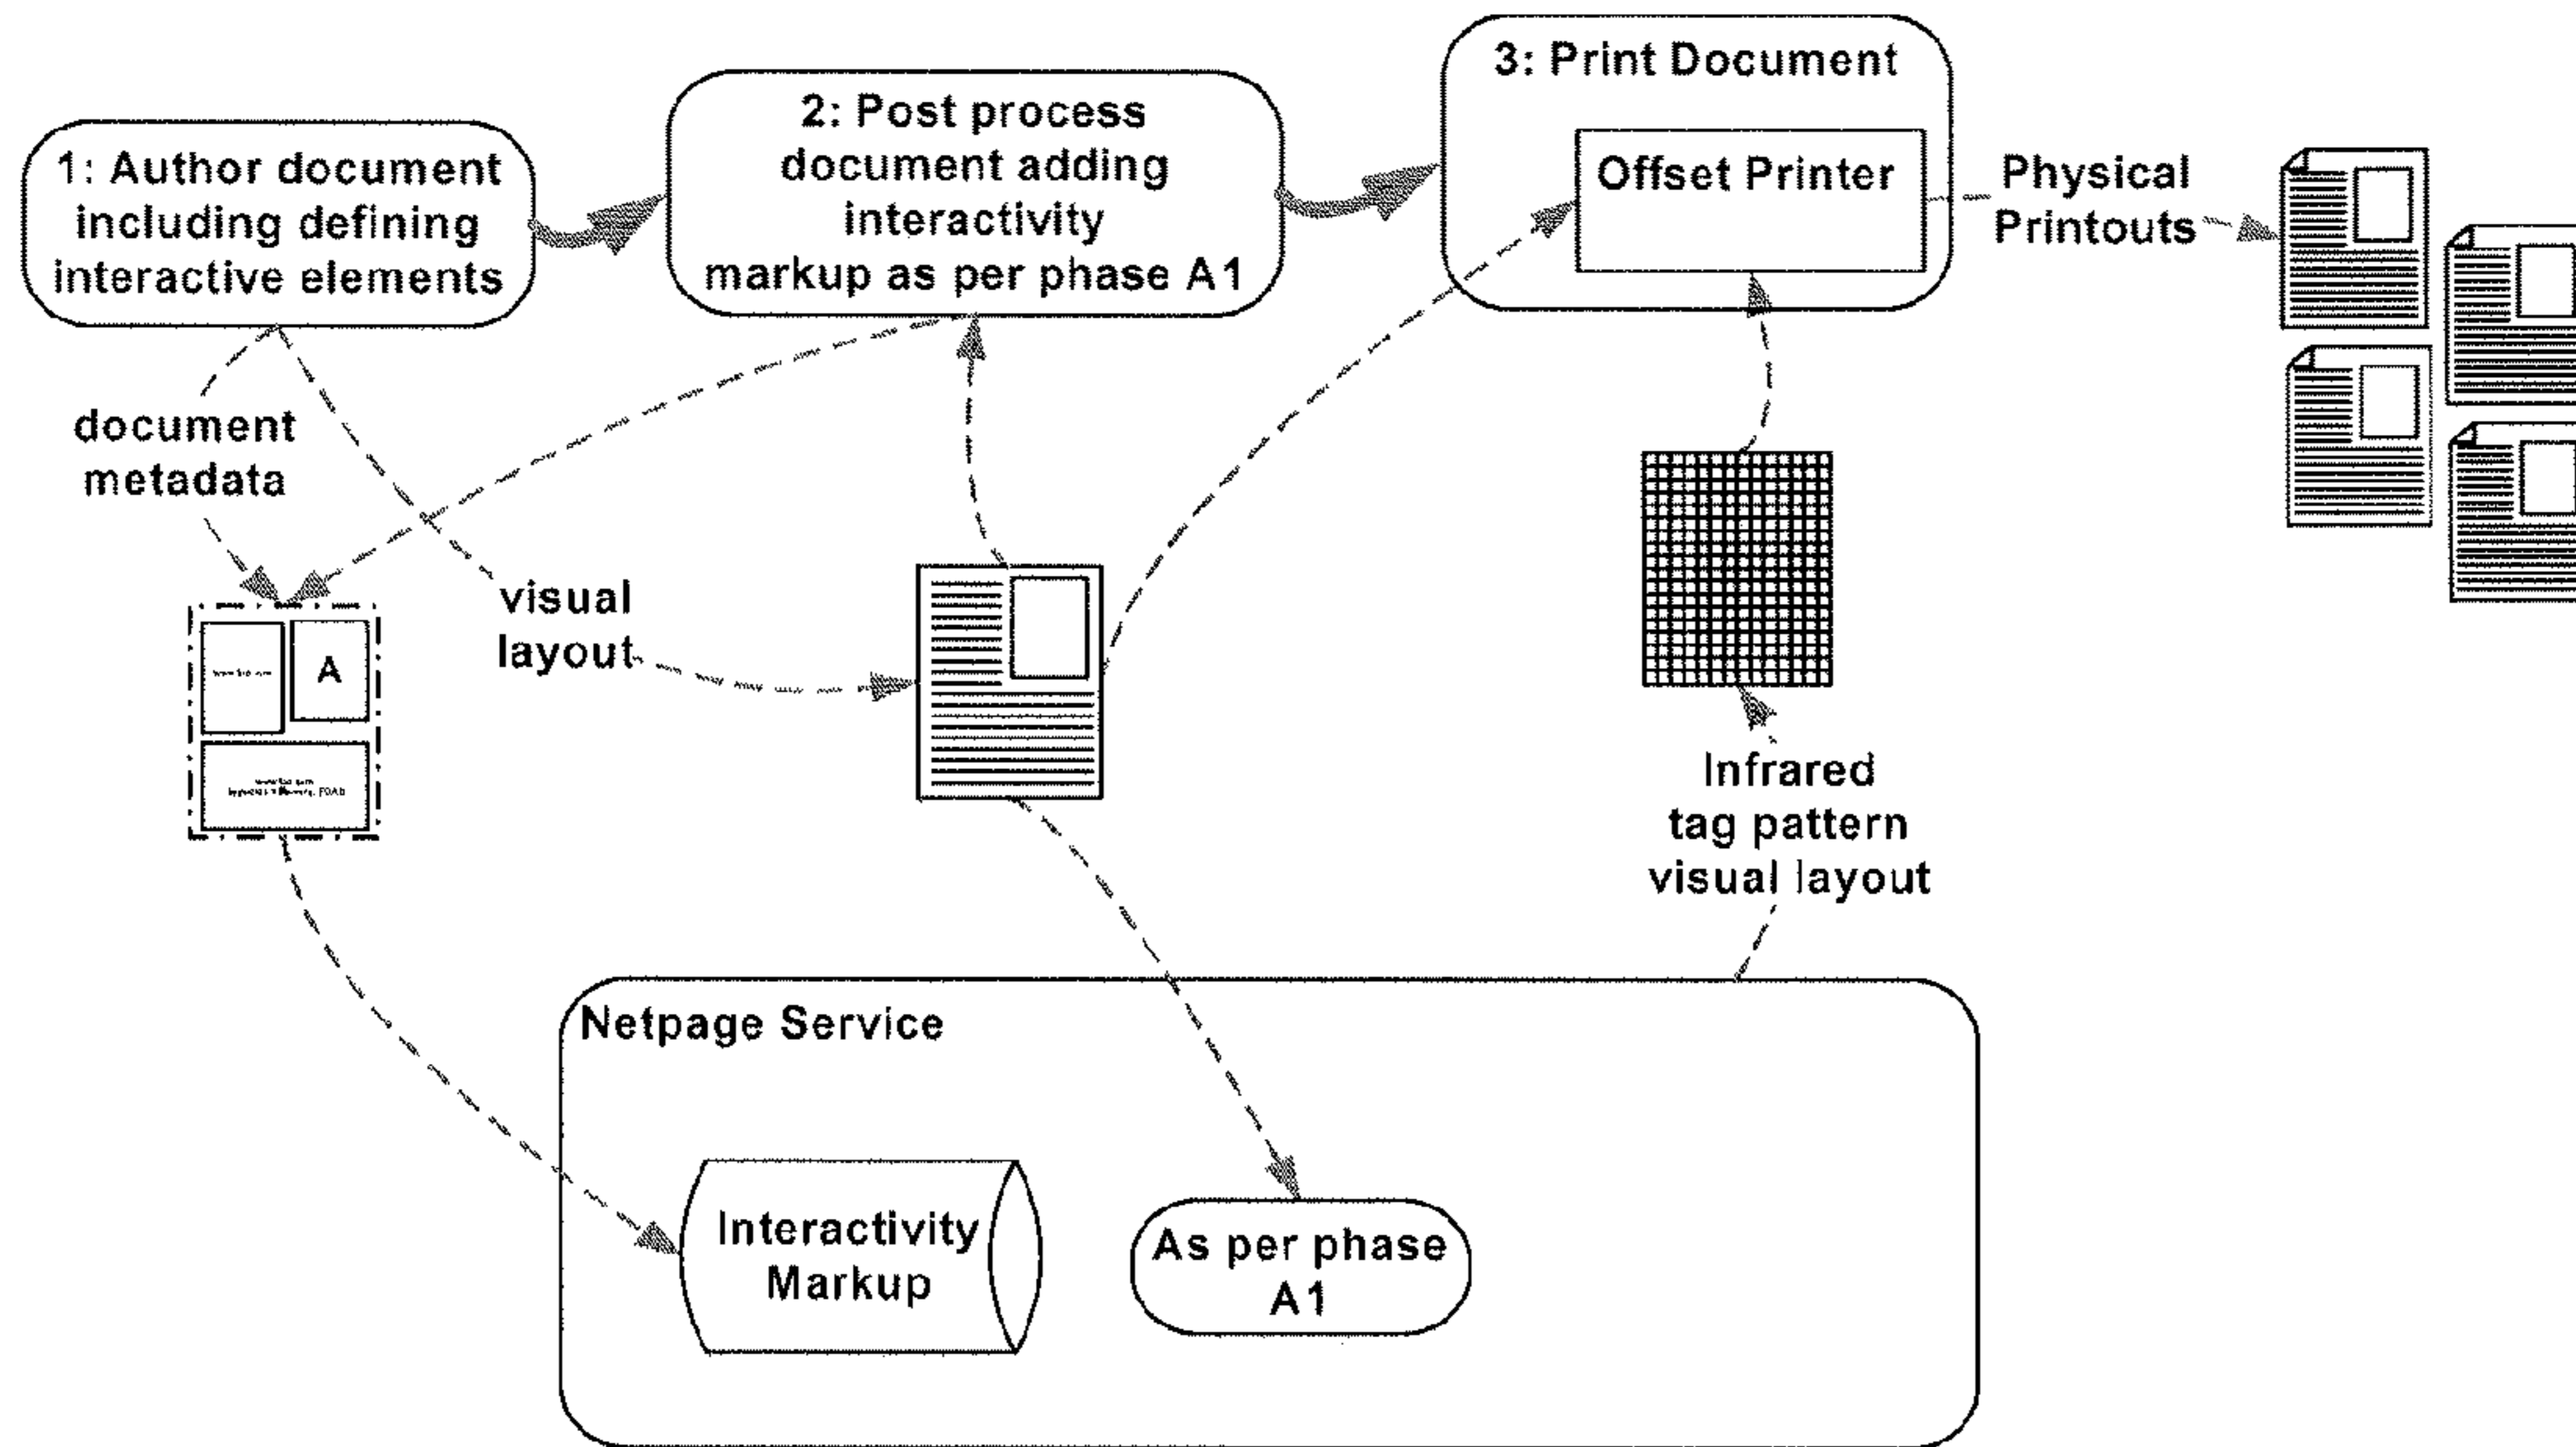 1: Author document
including defining
interactive elements
2: Post process
document adding
interactivity
markup as per phase A1
3: Print Document
Offset Printer
Physical
Printouts
document
metadata
visual
layout
A
Infrared
tag pattern
visual layout
Netpage Service
Interactivity
Markup
As per phase
A1